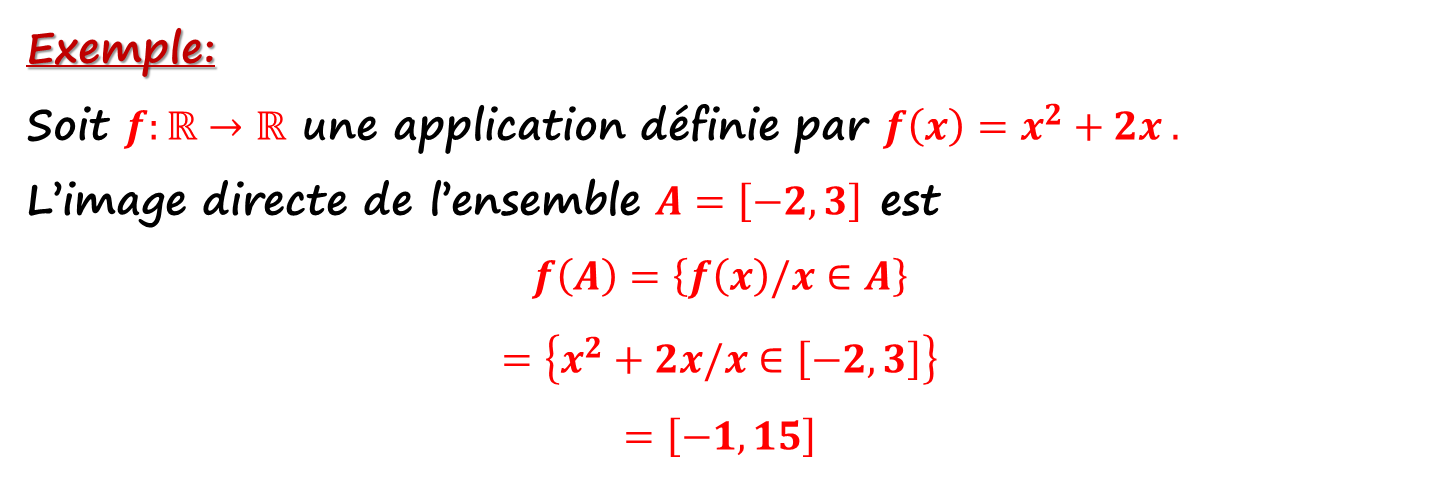 Exemple:
Soit f: ℝ → ℝ une application définie par f(x) = x² + 2x .
L’image directe de l’ensemble A = [−2, 3] est
f(A) = {f(x)/x ∈ A}
= {x² + 2x/x ∈ [−2, 3]}
= [−1, 15]